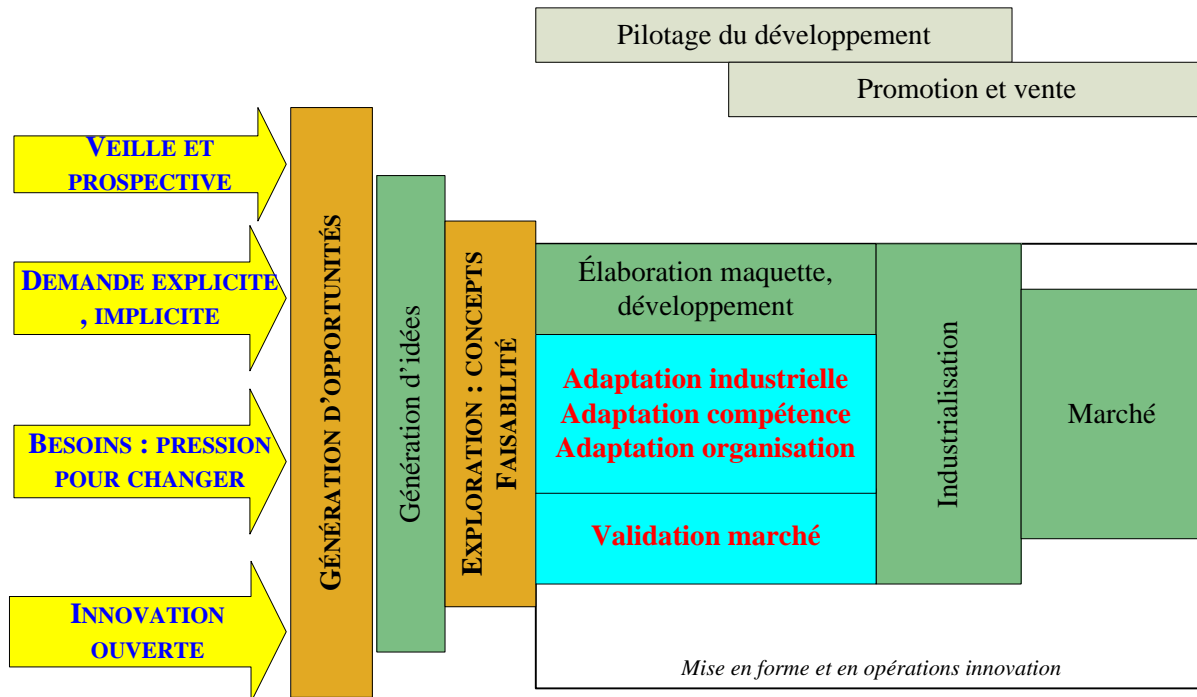 Pilotage du développement
Promotion et vente
VEILLE ET
PROSPECTIVE
DEMANDE EXPLICITE
, IMPLICITE
BESOINS : PRESSION
POUR CHANGER
INNOVATION
OUVERTE
GÉNÉRATION D’OPPORTUNITÉS
Génération d’idées
EXPLORATION : CONCEPTS
FAISABILITÉ
Élaboration maquette,
développement
Adaptation industrielle
Adaptation compétence
Adaptation organisation
Validation marché
Industrialisation
Marché
Mise en forme et en opérations innovation